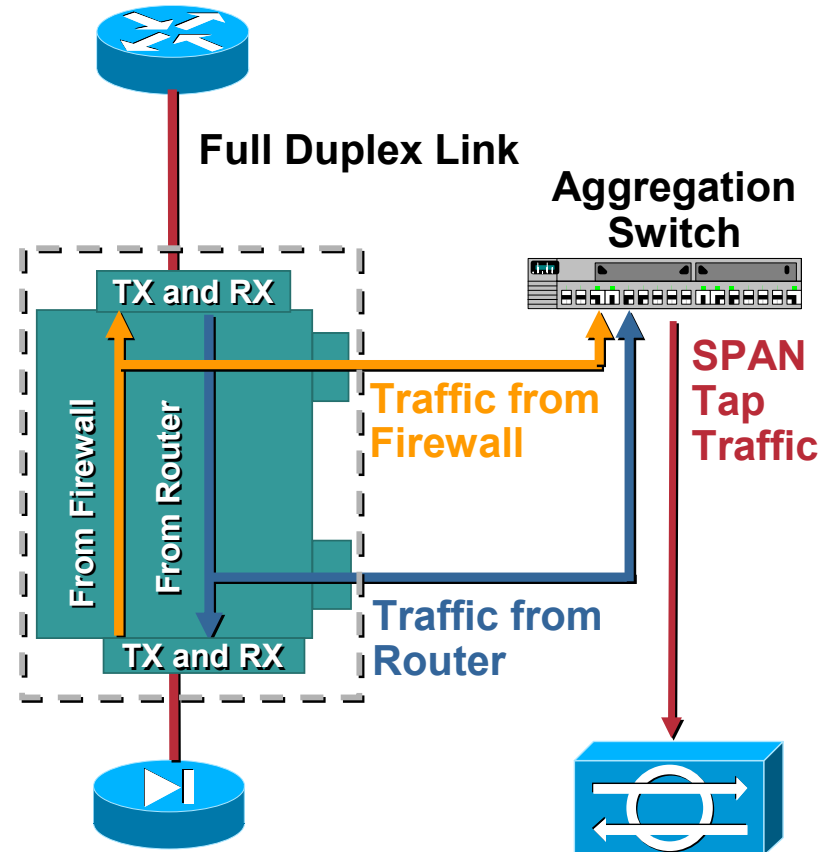 Full Duplex Link
Aggregation
Switch
TX and RX
From Firewall
From Router
Traffic from
Firewall
SPAN
Tap
Traffic
Traffic from
Router
TX and RX